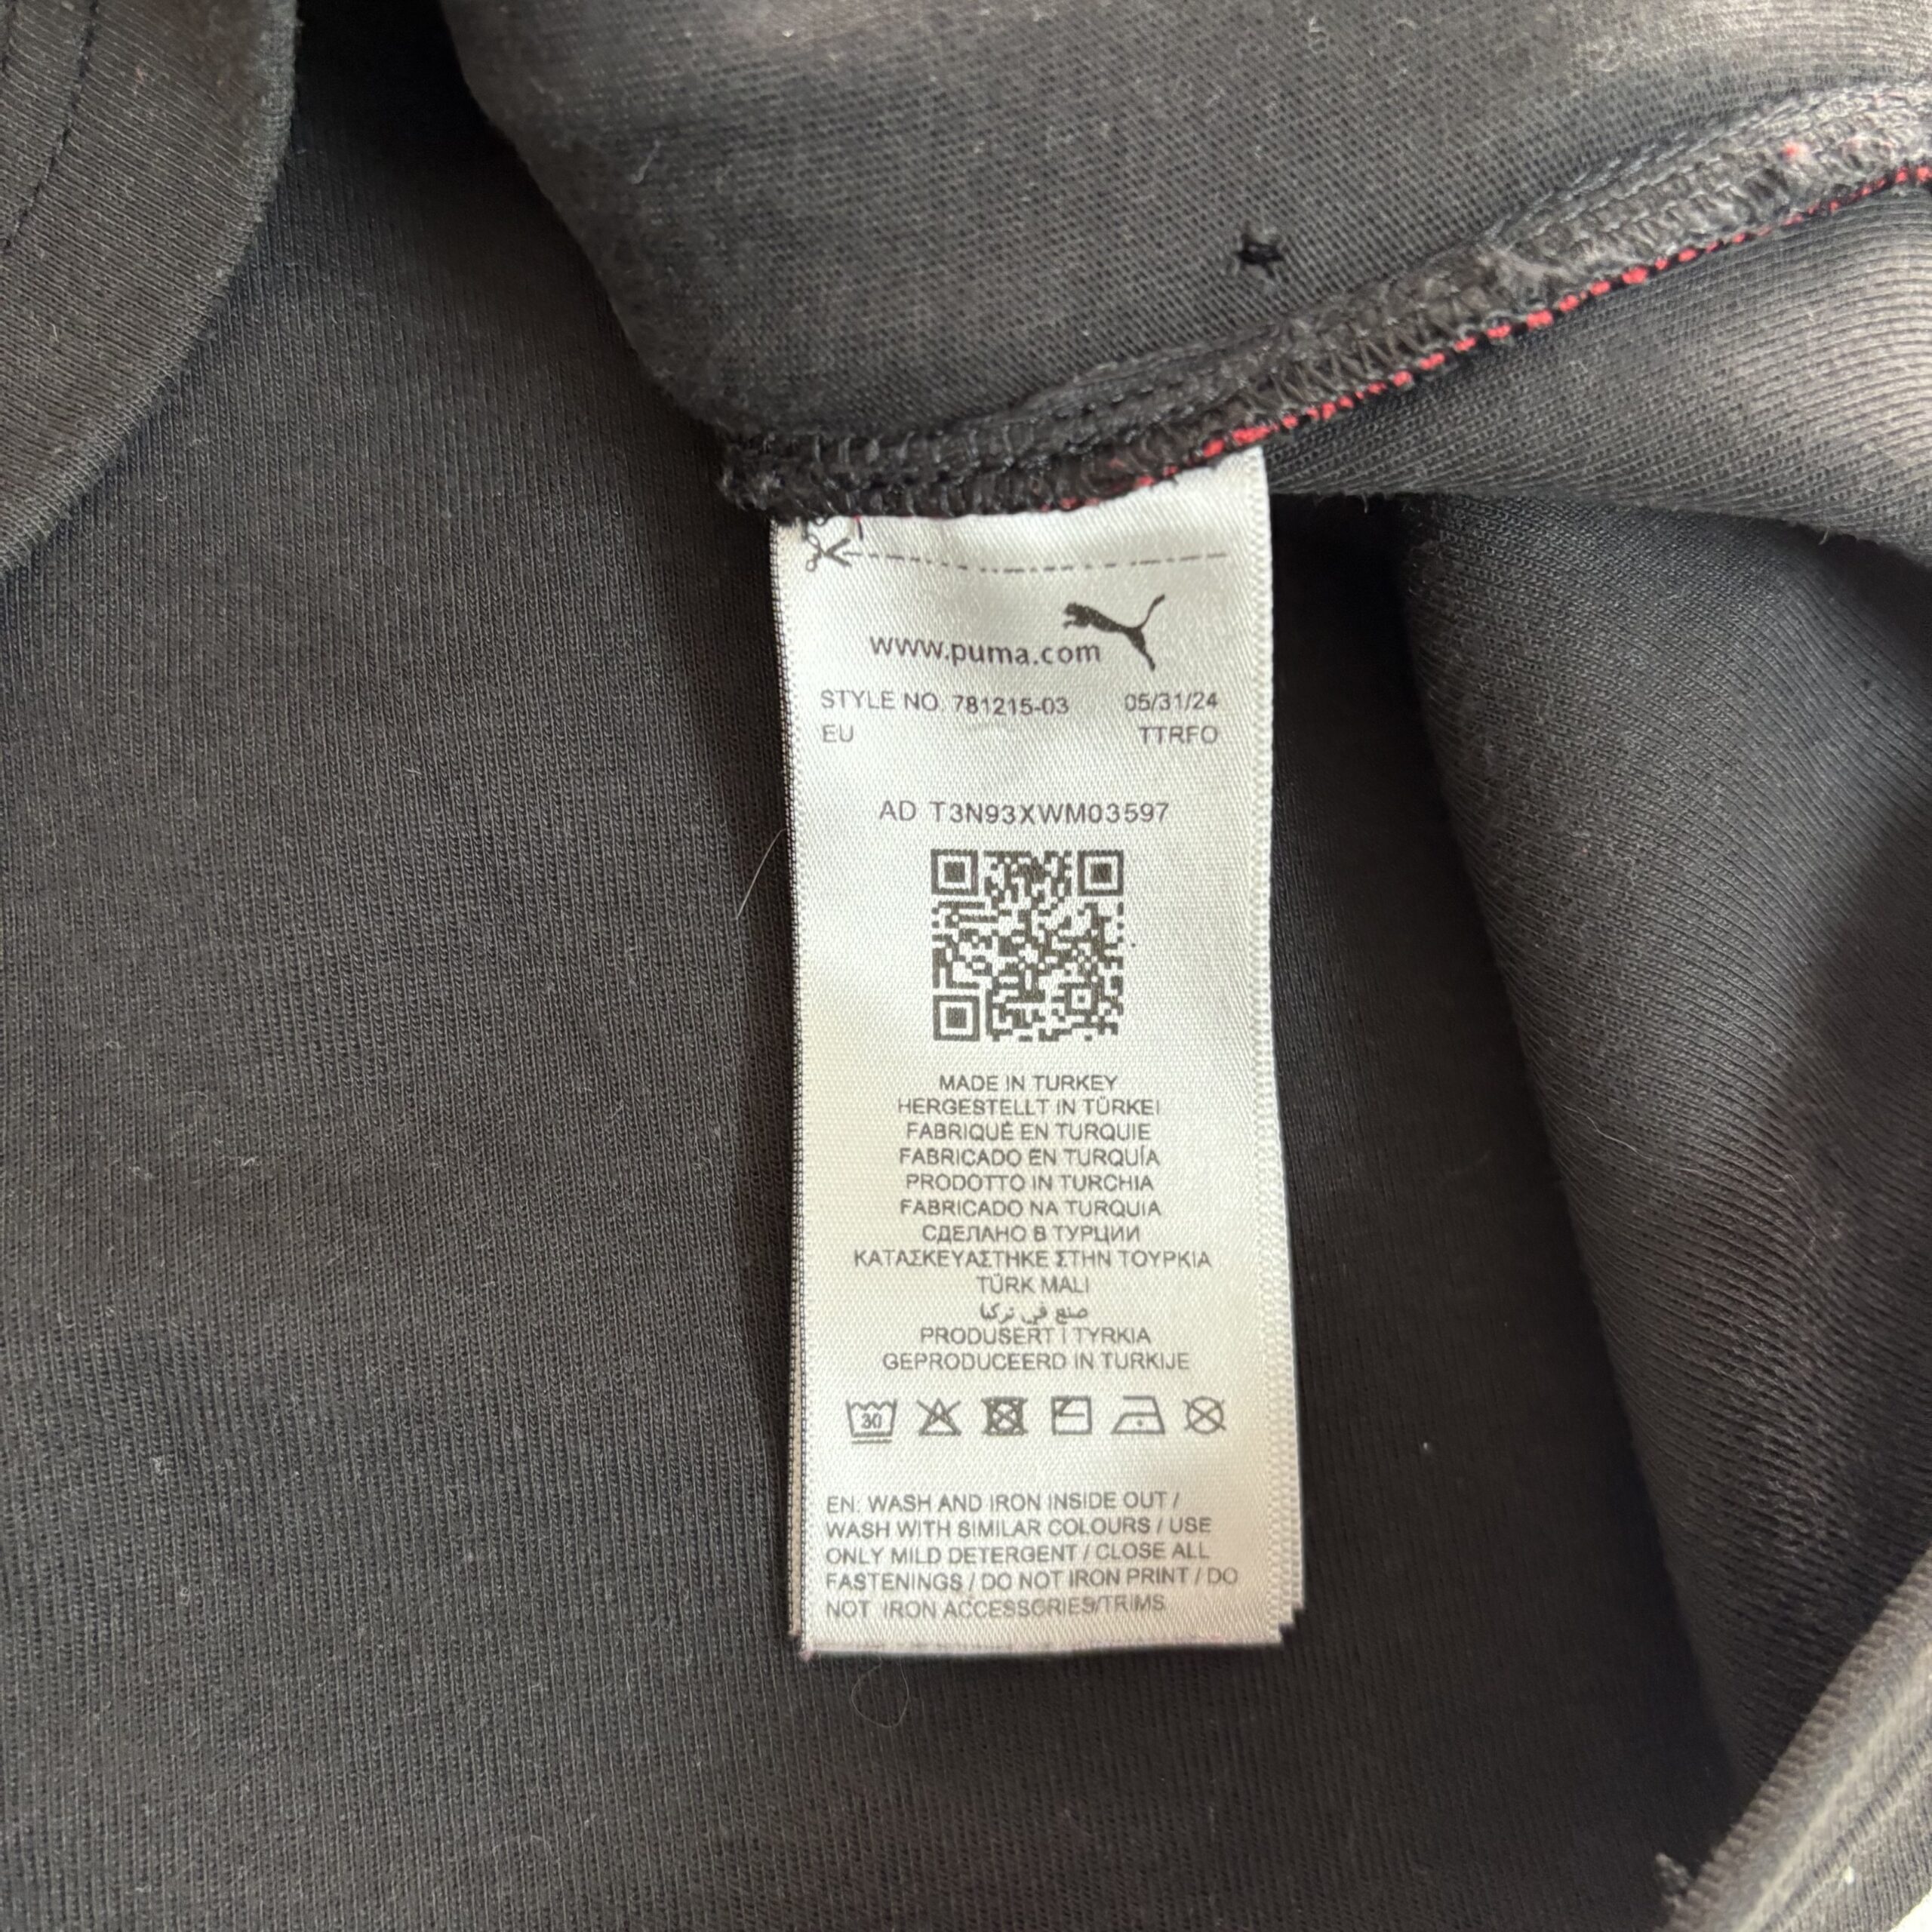 www.puma.com
STYLE NO. 781215-03 05/31/24
EU TTRFO
AD T3N93XWM03597
MADE IN TURKEY
HERGESTELLT IN TÜRKEI
FABRIQUÉ EN TURQUIE
FABRICADO EN TURQUÍA
PRODOTTO IN TURCHIA
FABRICADO NA TURQUIA
СДЕЛАНО В ТУРЦИИ
ΚΑΤΑΣΚΕΥΑΣΤΗΚΕ ΣΤΗΝ ΤΟΥΡΚΙΑ
TÜRK MALI
صنع في تركيا
PRODUSERT I TYRKIA
GEPRODUCEERD IN TURKIJE
30
EN: WASH AND IRON INSIDE OUT /
WASH WITH SIMILAR COLOURS / USE
ONLY MILD DETERGENT / CLOSE ALL
FASTENINGS / DO NOT IRON PRINT / DO
NOT IRON ACCESSORIES/TRIMS